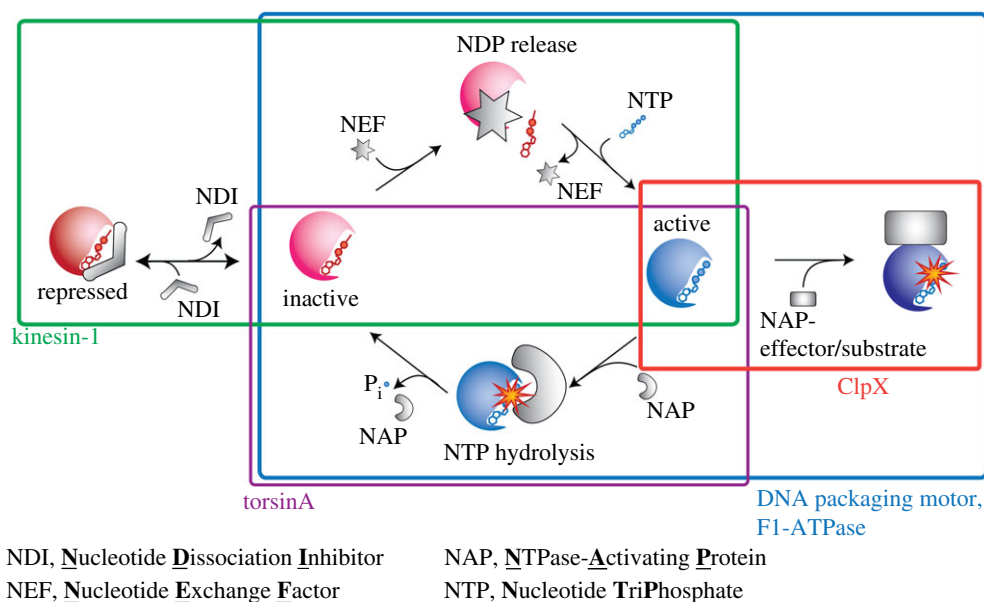 NDP release
NTP
NEF
NEF
NDI
active
repressed
inactive
NDI
NAP-
effector/substrate
kinesin-1
ClpX
Pi
NAP
NAP
NTP hydrolysis
torsinA
DNA packaging motor,
F1-ATPase
NDI, Nucleotide Dissociation Inhibitor
NAP, NTPase-Activating Protein
NEF, Nucleotide Exchange Factor
NTP, Nucleotide TriPhosphate